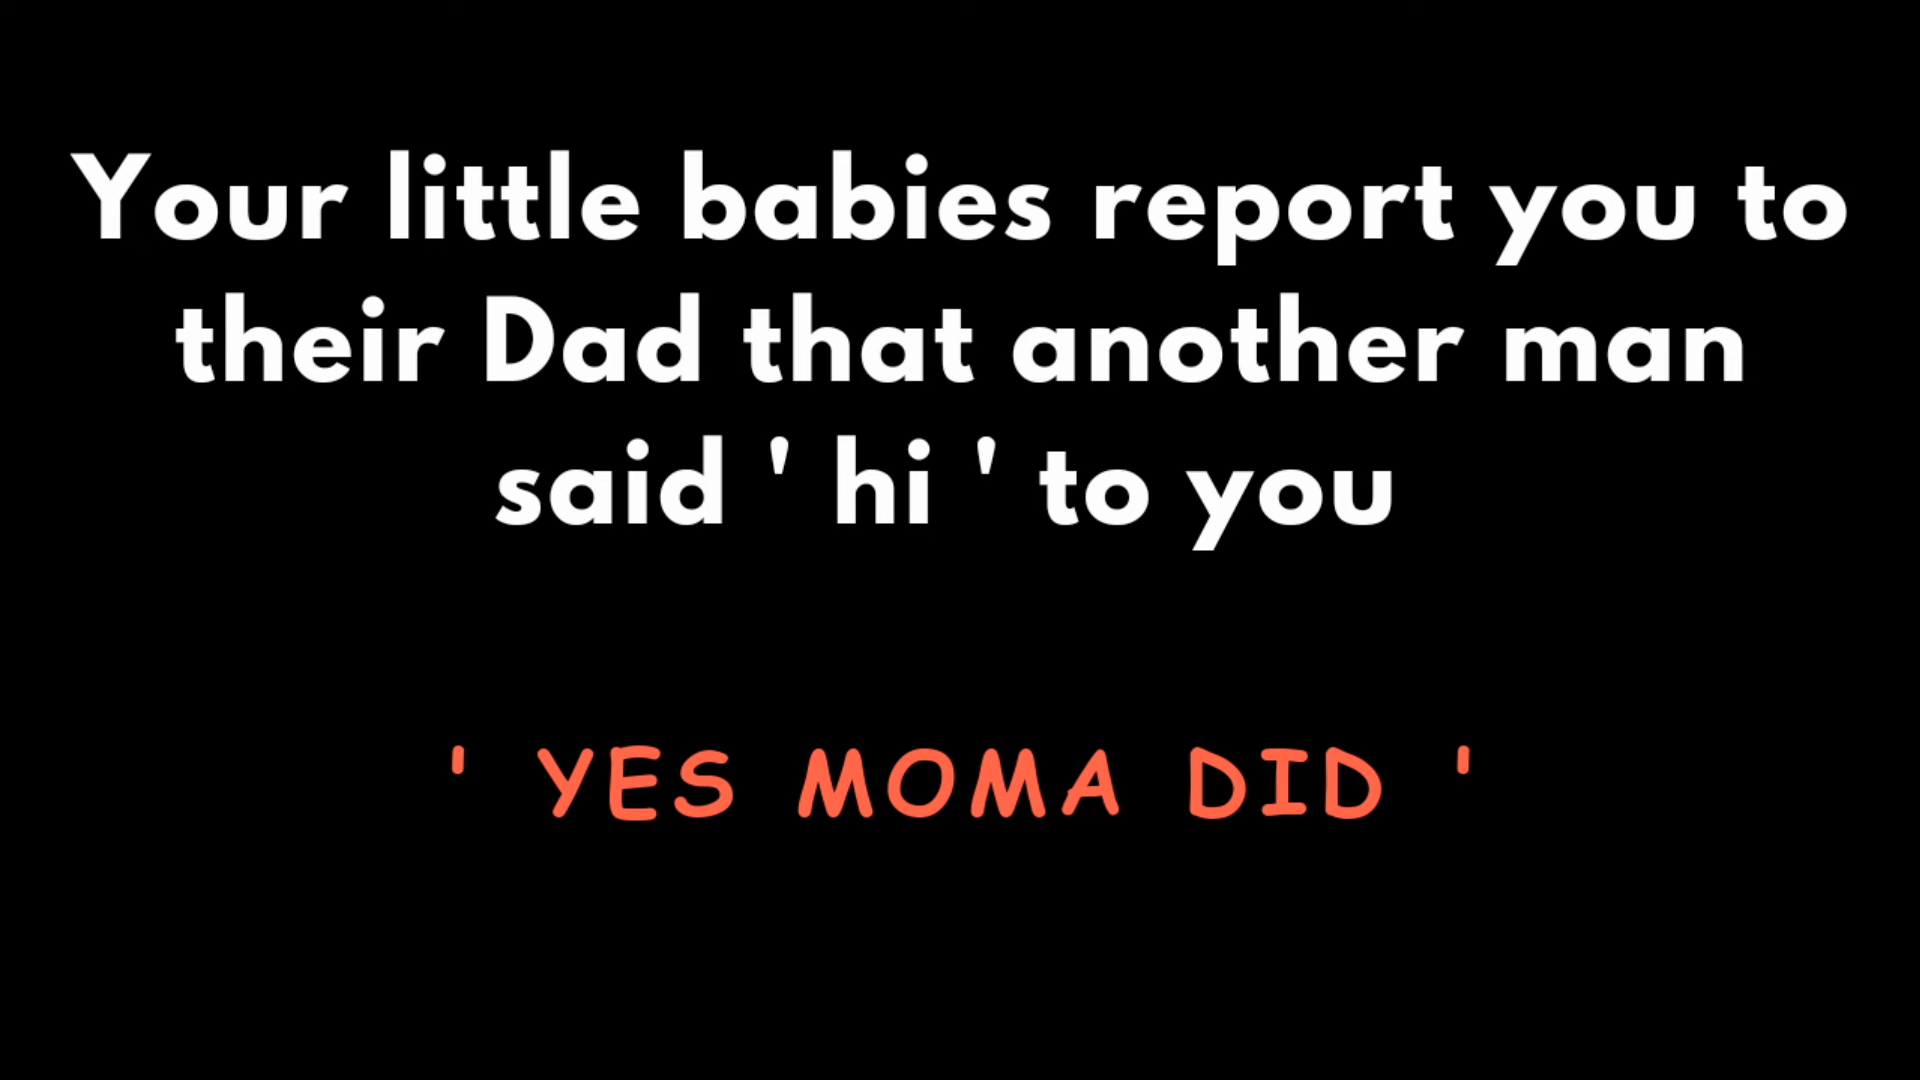 Your little babies report you to
their Dad that another man
said ' hi ' to you
' YES MOMA DID '